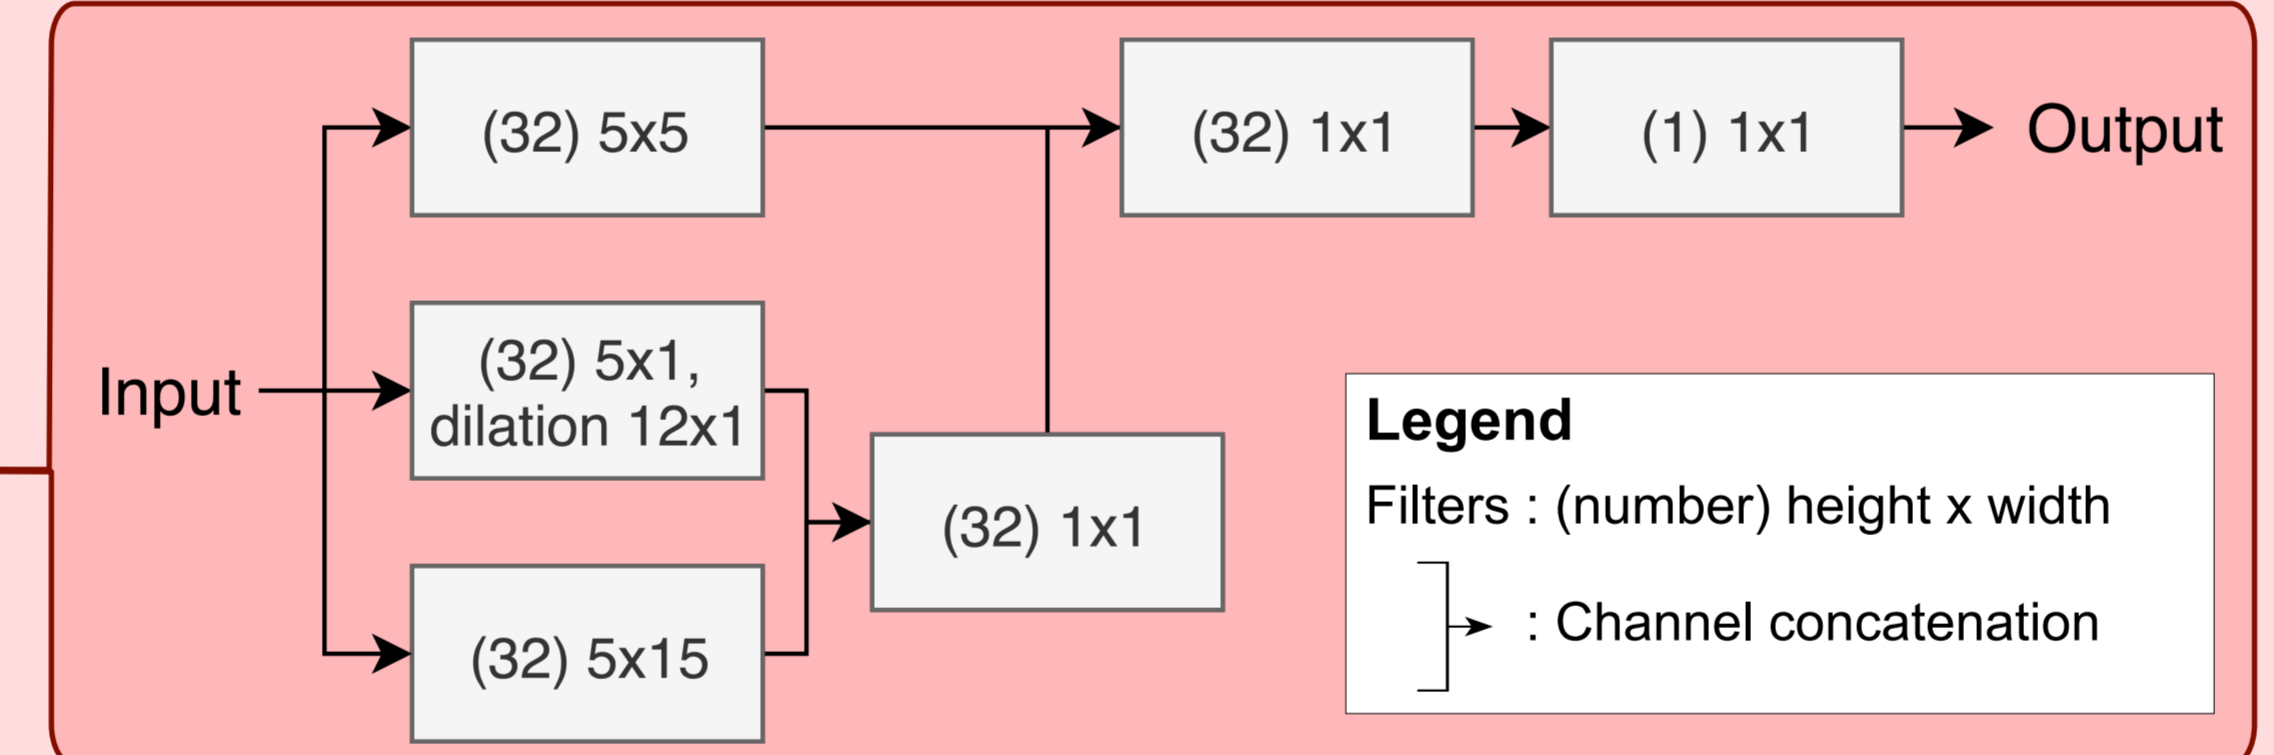 (32) 5x5
(32) 1x1
(1) 1x1
Output
Input
(32) 5x1,
dilation 12x1
(32) 1x1
(32) 5x15
Legend
Filters : (number) height x width
: Channel concatenation